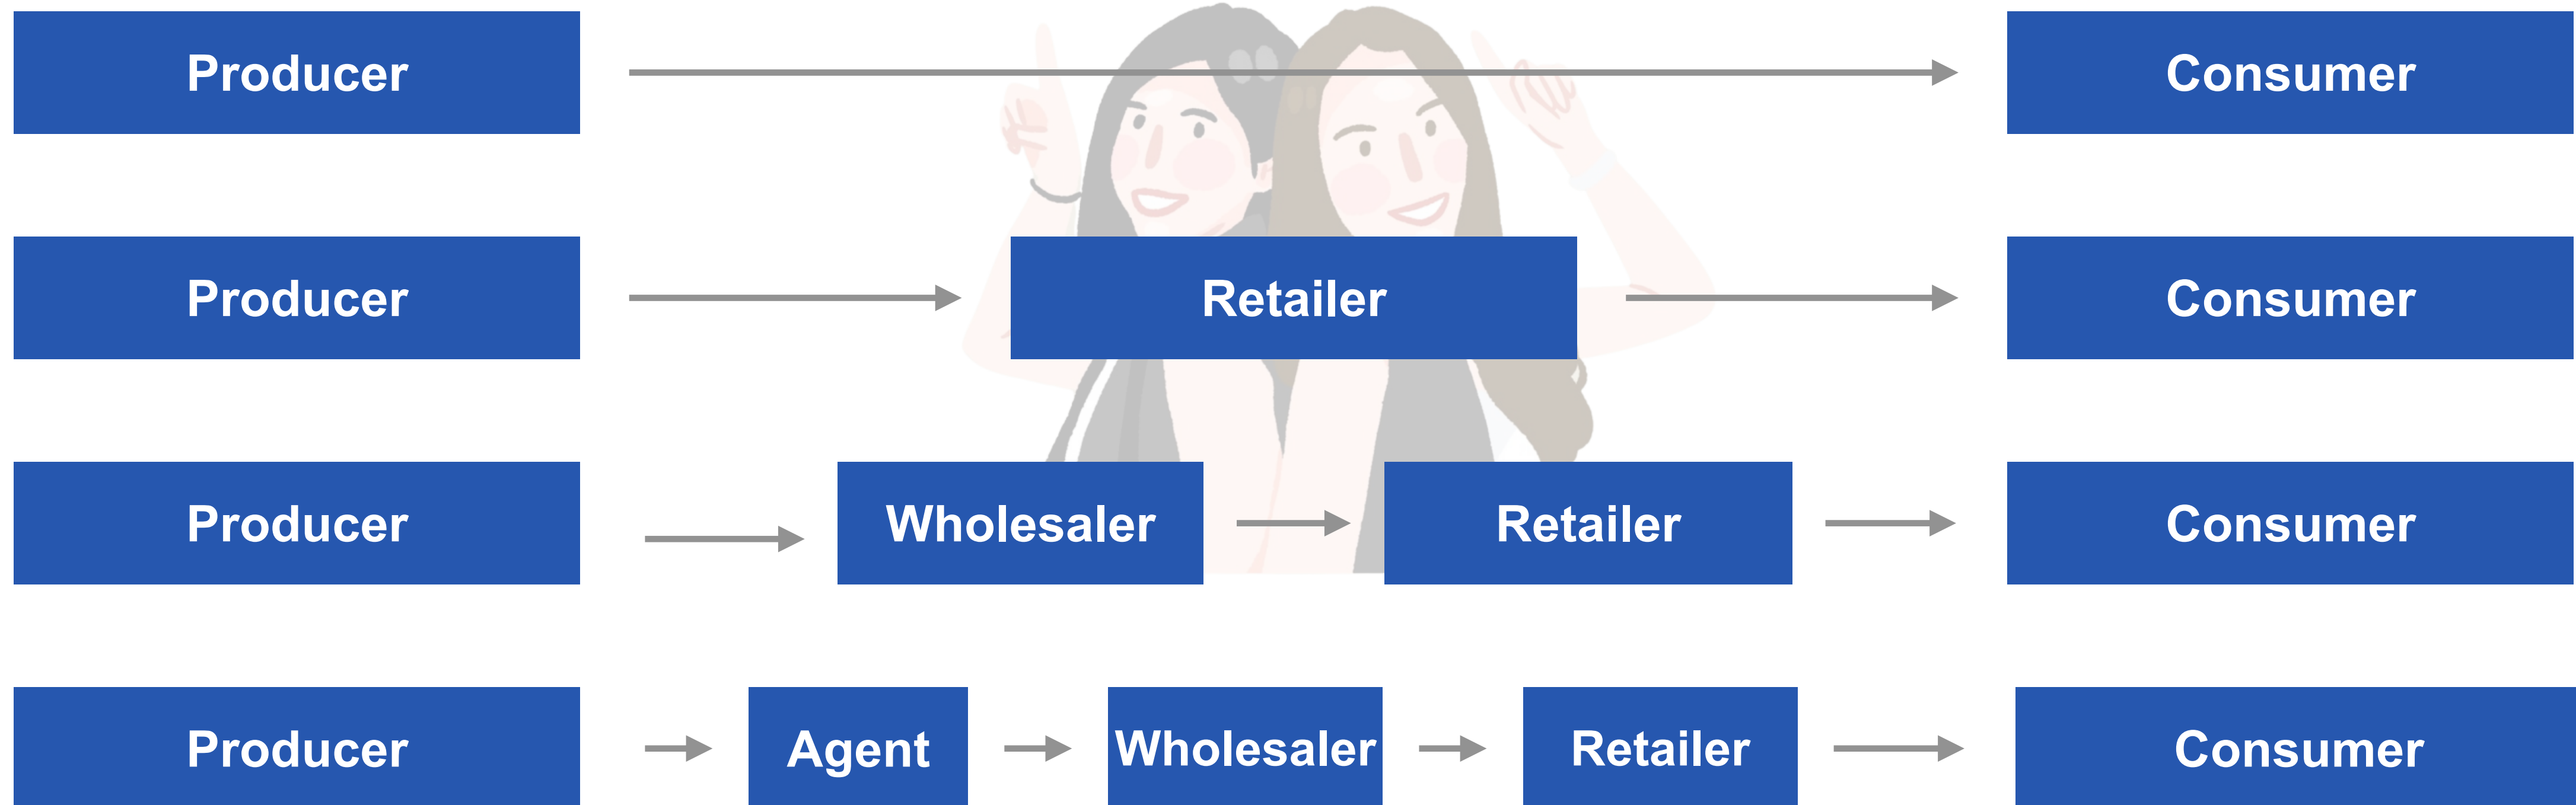 Producer Consumer
Producer Retailer Consumer
Producer Wholesaler Retailer Consumer
Producer Agent Wholesaler Retailer Consumer